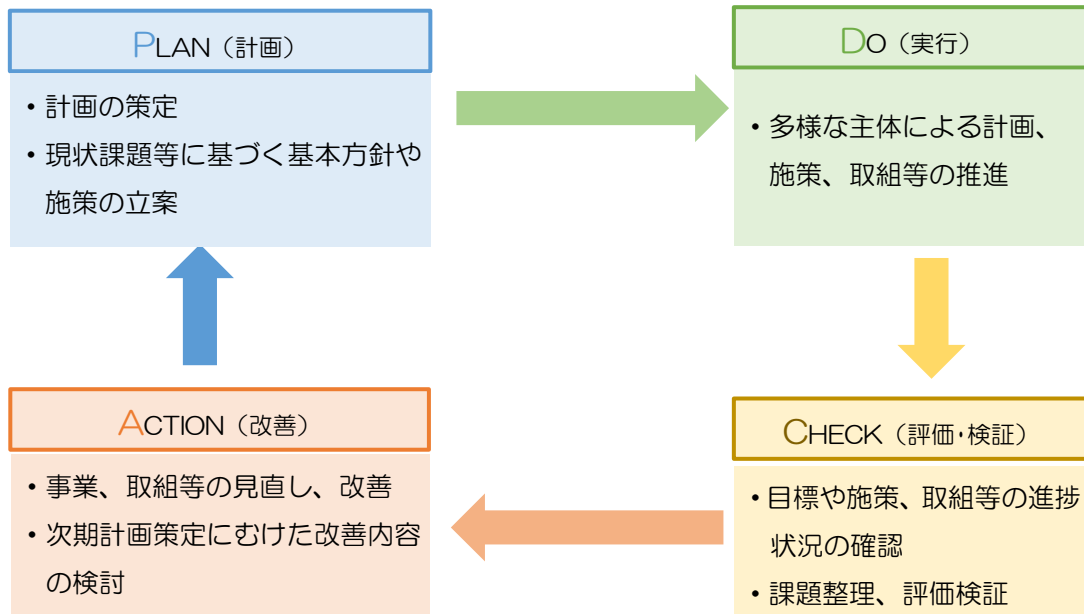 PLAN（計画）
・計画の策定
・現状課題等に基づく基本方針や
施策の立案
DO（実行）
・多様な主体による計画、
施策、取組等の推進
ACTION（改善）
・事業、取組等の見直し、改善
・次期計画策定にむけた改善内容
の検討
CHECK（評価・検証）
・目標や施策、取組等の進捗
状況の確認
・課題整理、評価検証